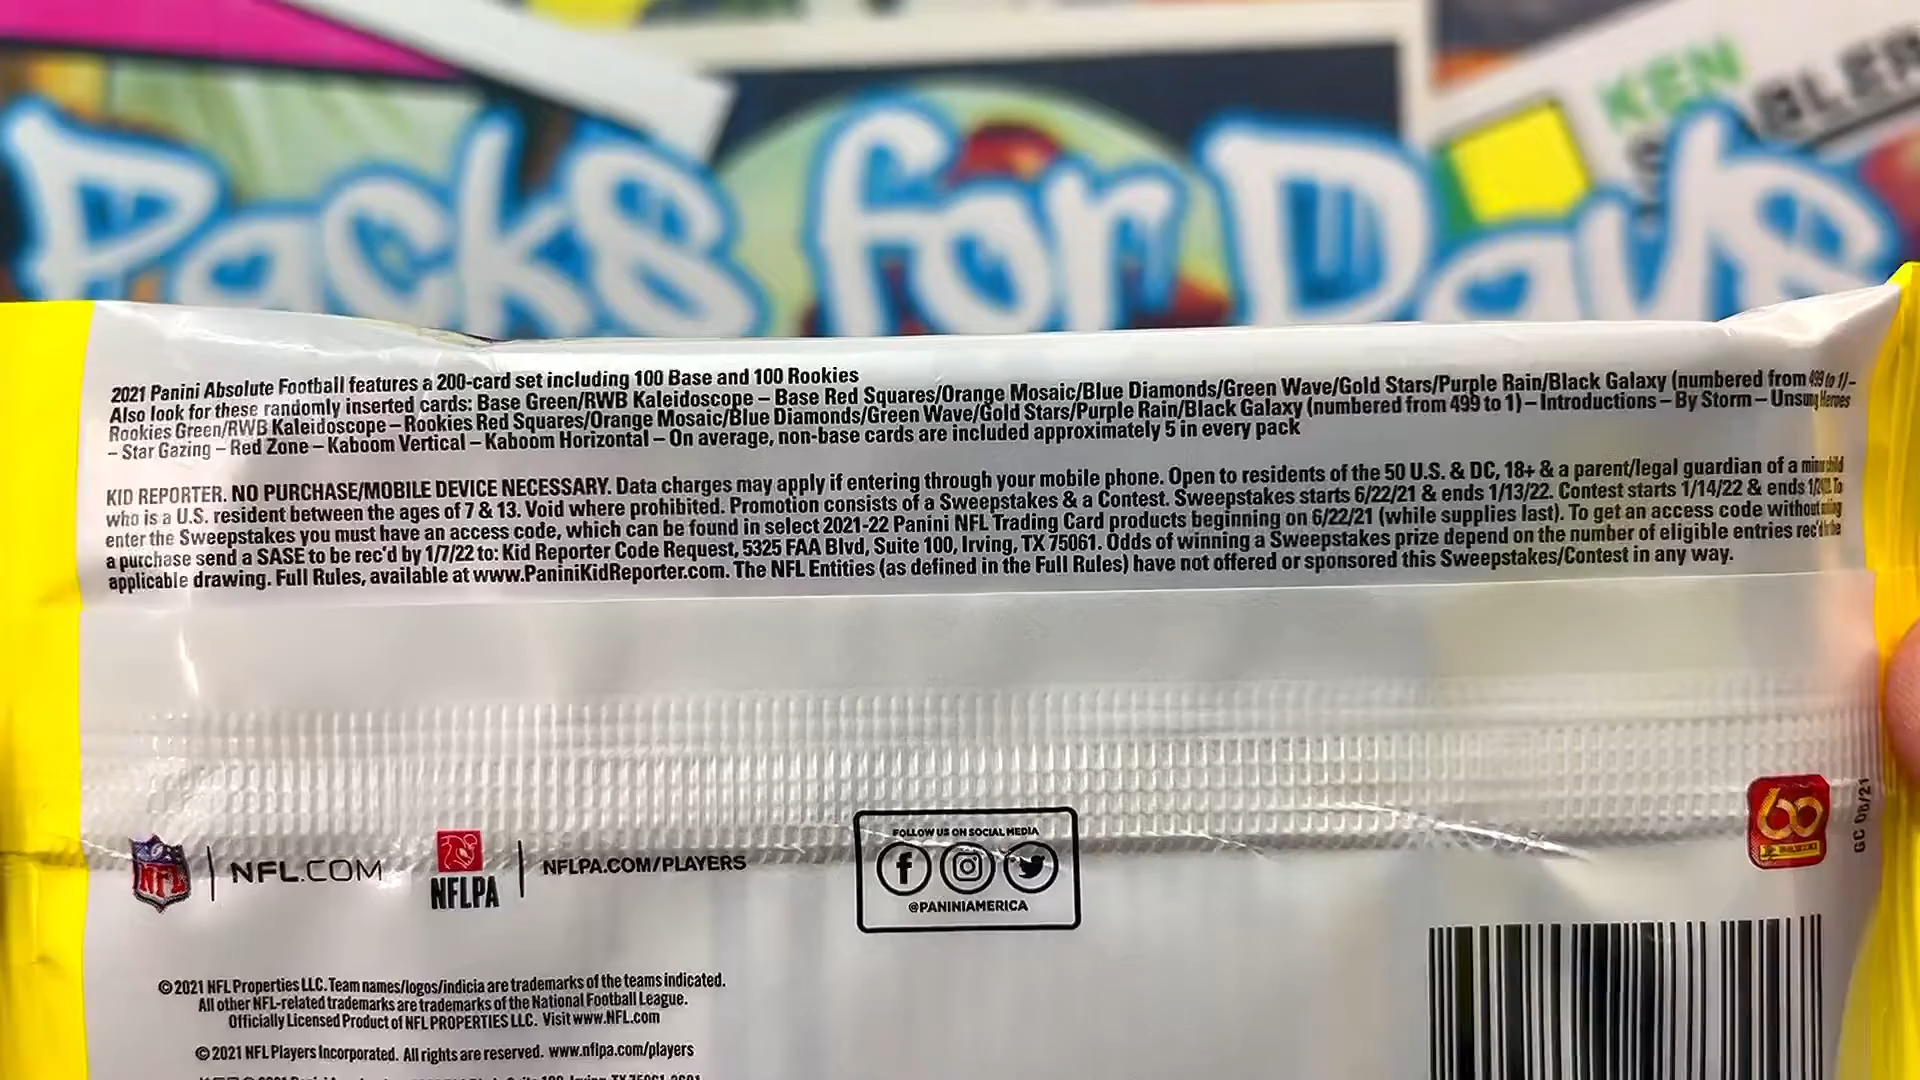 KEN
BLER
Packs for Days
2021 Panini Absolute Football features a 200-card set including 100 Base and 100 Rookies
Also look for these randomly inserted cards: Base Green/RWB Kaleidoscope – Base Red Squares/Orange Mosaic/Blue Diamonds/Green Wave/Gold Stars/Purple Rain/Black Galaxy (numbered from 499 to 1) –
Rookies Green/RWB Kaleidoscope – Rookies Red Squares/Orange Mosaic/Blue Diamonds/Green Wave/Gold Stars/Purple Rain/Black Galaxy (numbered from 499 to 1) – Introductions – By Storm – Unsung Heroes
– Star Gazing – Red Zone – Kaboom Vertical – Kaboom Horizontal – On average, non-base cards are included approximately 5 in every pack
KID REPORTER. NO PURCHASE/MOBILE DEVICE NECESSARY. Data charges may apply if entering through your mobile phone. Open to residents of the 50 U.S. & DC, 18+ & a parent/legal guardian of a minor child
who is a U.S. resident between the ages of 7 & 13. Void where prohibited. Promotion consists of a Sweepstakes & a Contest. Sweepstakes starts 6/22/21 & ends 1/13/22. Contest starts 1/14/22 & ends To
enter the Sweepstakes you must have an access code, which can be found in select 2021-22 Panini NFL Trading Card products beginning on 6/22/21 (while supplies last). To get an access code without making
a purchase send a SASE to be rec'd by 1/7/22 to: Kid Reporter Code Request, 5325 FAA Blvd, Suite 100, Irving, TX 75061. Odds of winning a Sweepstakes prize depend on the number of eligible entries rec'd for the
applicable drawing. Full Rules, available at www.PaniniKidReporter.com. The NFL Entities (as defined in the Full Rules) have not offered or sponsored this Sweepstakes/Contest in any way.
60
PANINI
GC 06/21
NFL | NFL.COM
NFLPA | NFLPA.COM/PLAYERS
FOLLOW US ON SOCIAL MEDIA
@PANINIAMERICA
© 2021 NFL Properties LLC. Team names/logos/indicia are trademarks of the teams indicated.
All other NFL-related trademarks are trademarks of the National Football League.
Officially Licensed Product of NFL PROPERTIES LLC. Visit www.NFL.com
© 2021 NFL Players Incorporated. All rights are reserved. www.nflpa.com/players